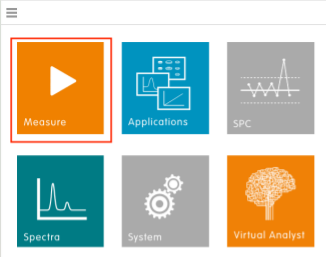 Measure
Applications
SPC
Spectra
System
Virtual Analyst